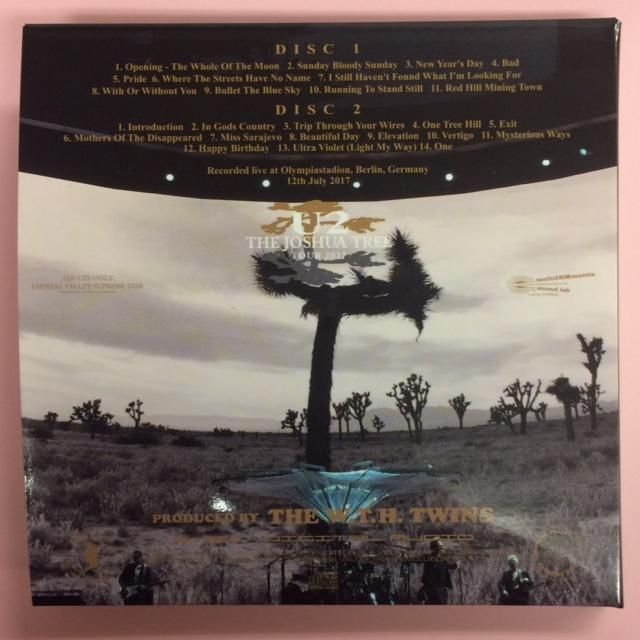 DISC 1
1. Opening - The Whole Of The Moon 2. Sunday Bloody Sunday 3. New Year's Day 4. Bad
5. Pride 6. Where The Streets Have No Name 7. I Still Haven't Found What I'm Looking For
8. With Or Without You 9. Bullet The Blue Sky 10. Running To Stand Still 11. Red Hill Mining Town
DISC 2
1. Introduction 2. In Gods Country 3. Trip Through Your Wires 4. One Tree Hill 5. Exit
6. Mothers Of The Disappeared 7. Miss Sarajevo 8. Beautiful Day 9. Elevation 10. Vertigo 11. Mysterious Ways
12. Happy Birthday 13. Ultra Violet (Light My Way) 14. One
Recorded live at Olympiastadion, Berlin, Germany
12th July 2017
U2
THE JOSHUA TREE
TOUR 2017
ADULTS ONLY
EMPRESS VALLEY SUPREME DISK
sound lab
PRODUCED BY THE W.T.H. TWINS
DIGITAL AUDIO